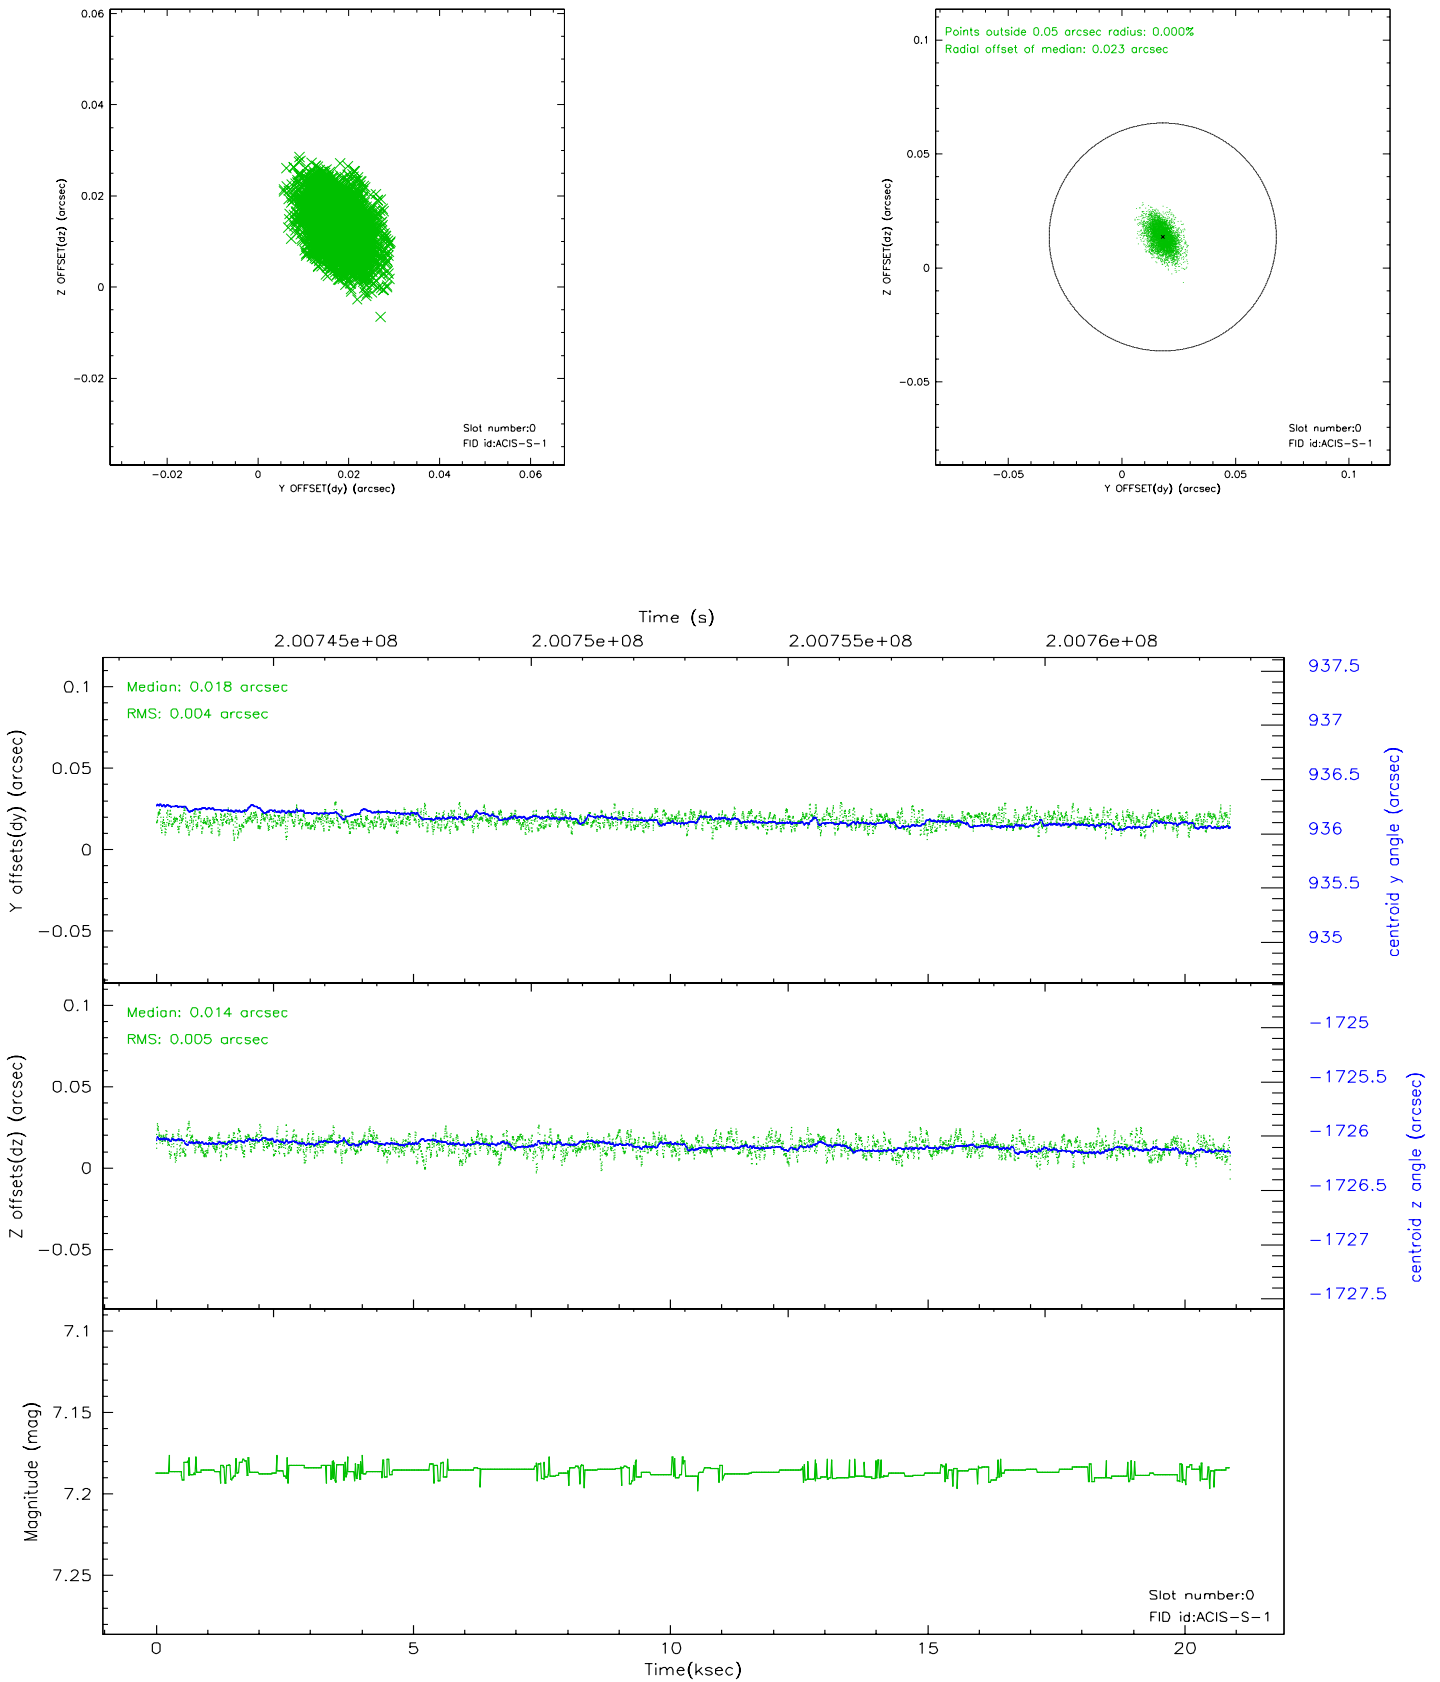 0.06
0.04
0.02
0
−0.02
Z OFFSET(dz) (arcsec)
Slot number:0
FID id:ACIS−S−1
−0.02 0 0.02 0.04 0.06
Y OFFSET(dy) (arcsec)
Points outside 0.05 arcsec radius: 0.000%
Radial offset of median: 0.023 arcsec
0.1
0.05
0
−0.05
Z OFFSET(dz) (arcsec)
Slot number:0
FID id:ACIS−S−1
−0.05 0 0.05 0.1
Y OFFSET(dy) (arcsec)
Time (s)
2.00745e+08 2.0075e+08 2.00755e+08 2.0076e+08
Median: 0.018 arcsec
RMS: 0.004 arcsec
0.1
0.05
0
−0.05
Y offsets(dy) (arcsec)
937.5
937
936.5
936
935.5
935
centroid y angle (arcsec)
Median: 0.014 arcsec
RMS: 0.005 arcsec
0.1
0.05
0
−0.05
Z offsets(dz) (arcsec)
−1725
−1725.5
−1726
−1726.5
−1727
−1727.5
centroid z angle (arcsec)
7.1
7.15
7.2
7.25
Magnitude (mag)
Slot number:0
FID id:ACIS−S−1
0 5 10 15 20
Time(ksec)